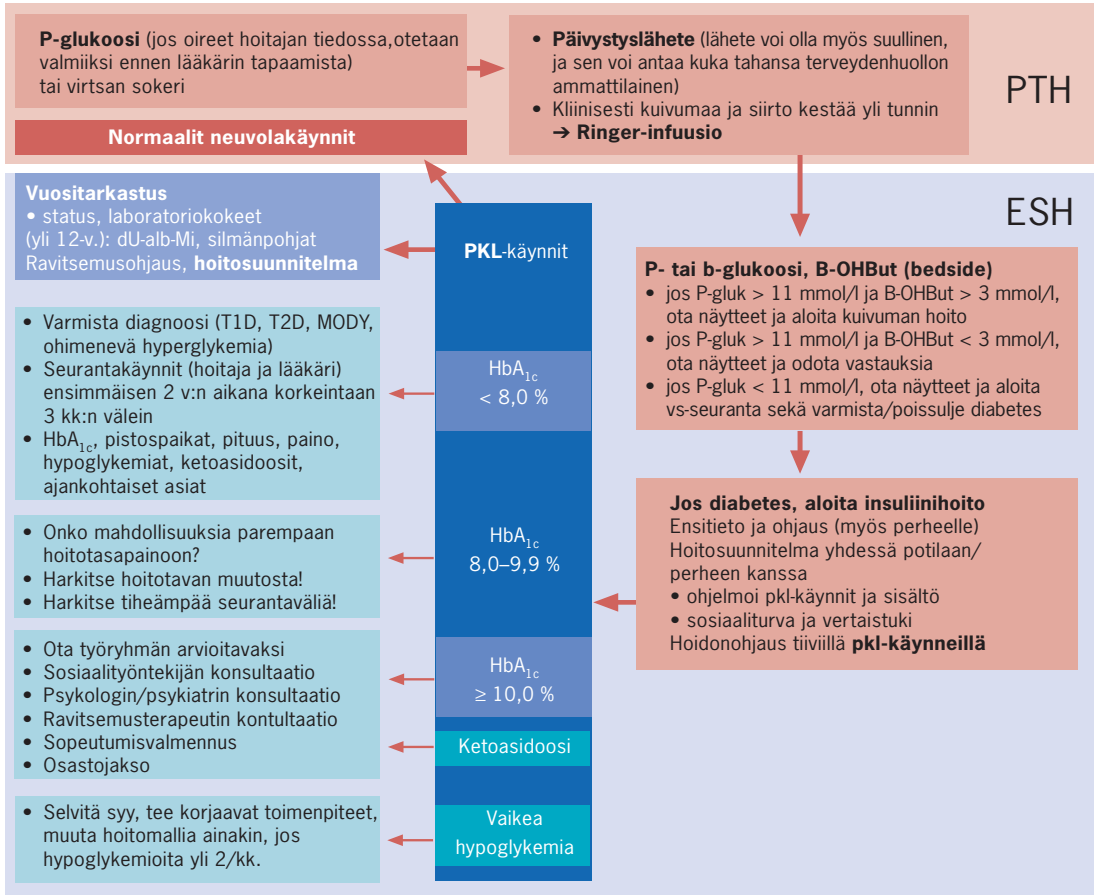 P-glukoosi (jos oireet hoitajan tiedossa,otetaan
valmiiksi ennen lääkärin tapaamista)
tai virtsan sokeri
• Päivystyslähete (lähete voi olla myös suullinen,
ja sen voi antaa kuka tahansa terveydenhuollon
ammattilainen)
• Kliinisesti kuivumaa ja siirto kestää yli tunnin
➔ Ringer-infuusio
PTH
Normaalit neuvolakäynnit
ESH
Vuositarkastus
• status, laboratoriokokeet
(yli 12-v.): dU-alb-Mi, silmänpohjat
Ravitsemusohjaus, hoitosuunnitelma
PKL-käynnit
P- tai b-glukoosi, B-OHBut (bedside)
• jos P-gluk > 11 mmol/l ja B-OHBut > 3 mmol/l,
ota näytteet ja aloita kuivuman hoito
• jos P-gluk > 11 mmol/l ja B-OHBut < 3 mmol/l,
ota näytteet ja odota vastauksia
• jos P-gluk < 11 mmol/l, ota näytteet ja aloita
vs-seuranta sekä varmista/poissulje diabetes
• Varmista diagnoosi (T1D, T2D, MODY,
ohimenevä hyperglykemia)
• Seurantakäynnit (hoitaja ja lääkäri)
ensimmäisen 2 v:n aikana korkeintaan
3 kk:n välein
• HbA1c, pistospaikat, pituus, paino,
hypoglykemiat, ketoasidoosit,
ajankohtaiset asiat
HbA1c
< 8,0 %
Jos diabetes, aloita insuliinihoito
Ensitieto ja ohjaus (myös perheelle)
Hoitosuunnitelma yhdessä potilaan/
perheen kanssa
• ohjelmoi pkl-käynnit ja sisältö
• sosiaaliturva ja vertaistuki
Hoidonohjaus tiiviillä pkl-käynneillä
• Onko mahdollisuuksia parempaan
hoitotasapainoon?
• Harkitse hoitotavan muutosta!
• Harkitse tiheämpää seurantaväliä!
HbA1c
8,0–9,9 %
• Ota työryhmän arvioitavaksi
• Sosiaalityöntekijän konsultaatio
• Psykologin/psykiatrin konsultaatio
• Ravitsemusterapeutin kontultaatio
• Sopeutumisvalmennus
• Osastojakso
HbA1c
≥ 10,0 %
Ketoasidoosi
• Selvitä syy, tee korjaavat toimenpiteet,
muuta hoitomallia ainakin, jos
hypoglykemioita yli 2/kk.
Vaikea
hypoglykemia